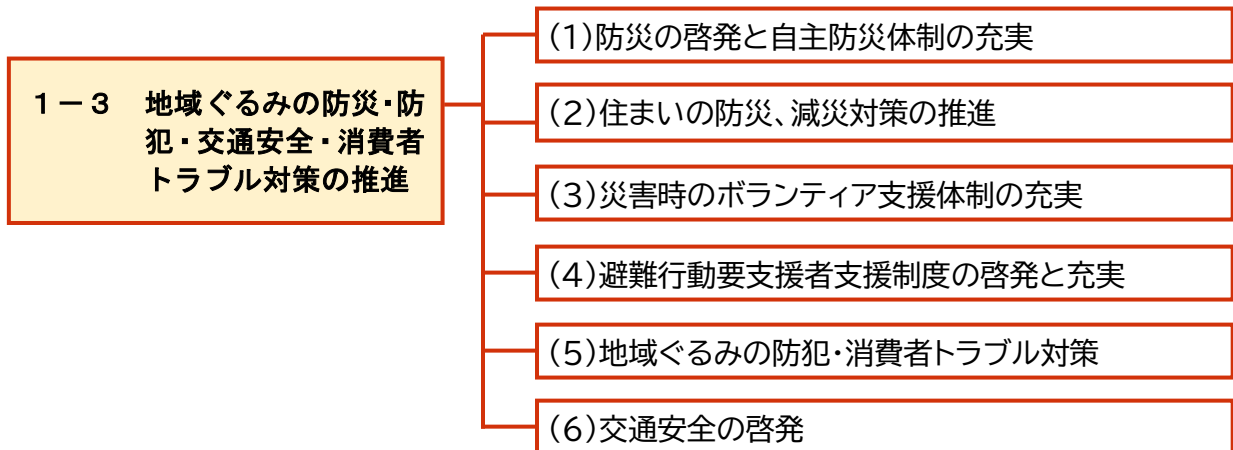 1－3 地域ぐるみの防災・防
犯・交通安全・消費者
トラブル対策の推進
(1)防災の啓発と自主防災体制の充実
(2)住まいの防災、減災対策の推進
(3)災害時のボランティア支援体制の充実
(4)避難行動要支援者支援制度の啓発と充実
(5)地域ぐるみの防犯・消費者トラブル対策
(6)交通安全の啓発